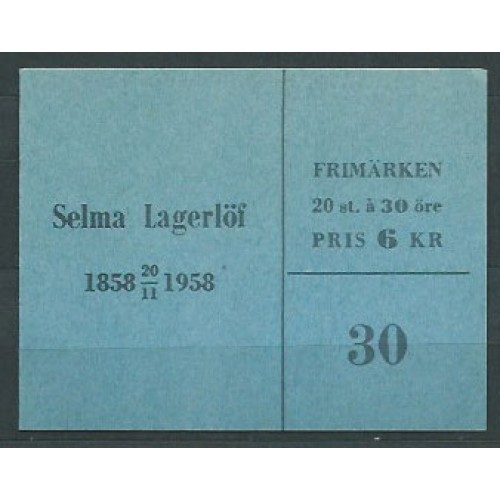 Selma Lagerlöf
1858 20/11 1958
FRIMÄRKEN
20 st. à 30 öre
PRIS 6 KR
30